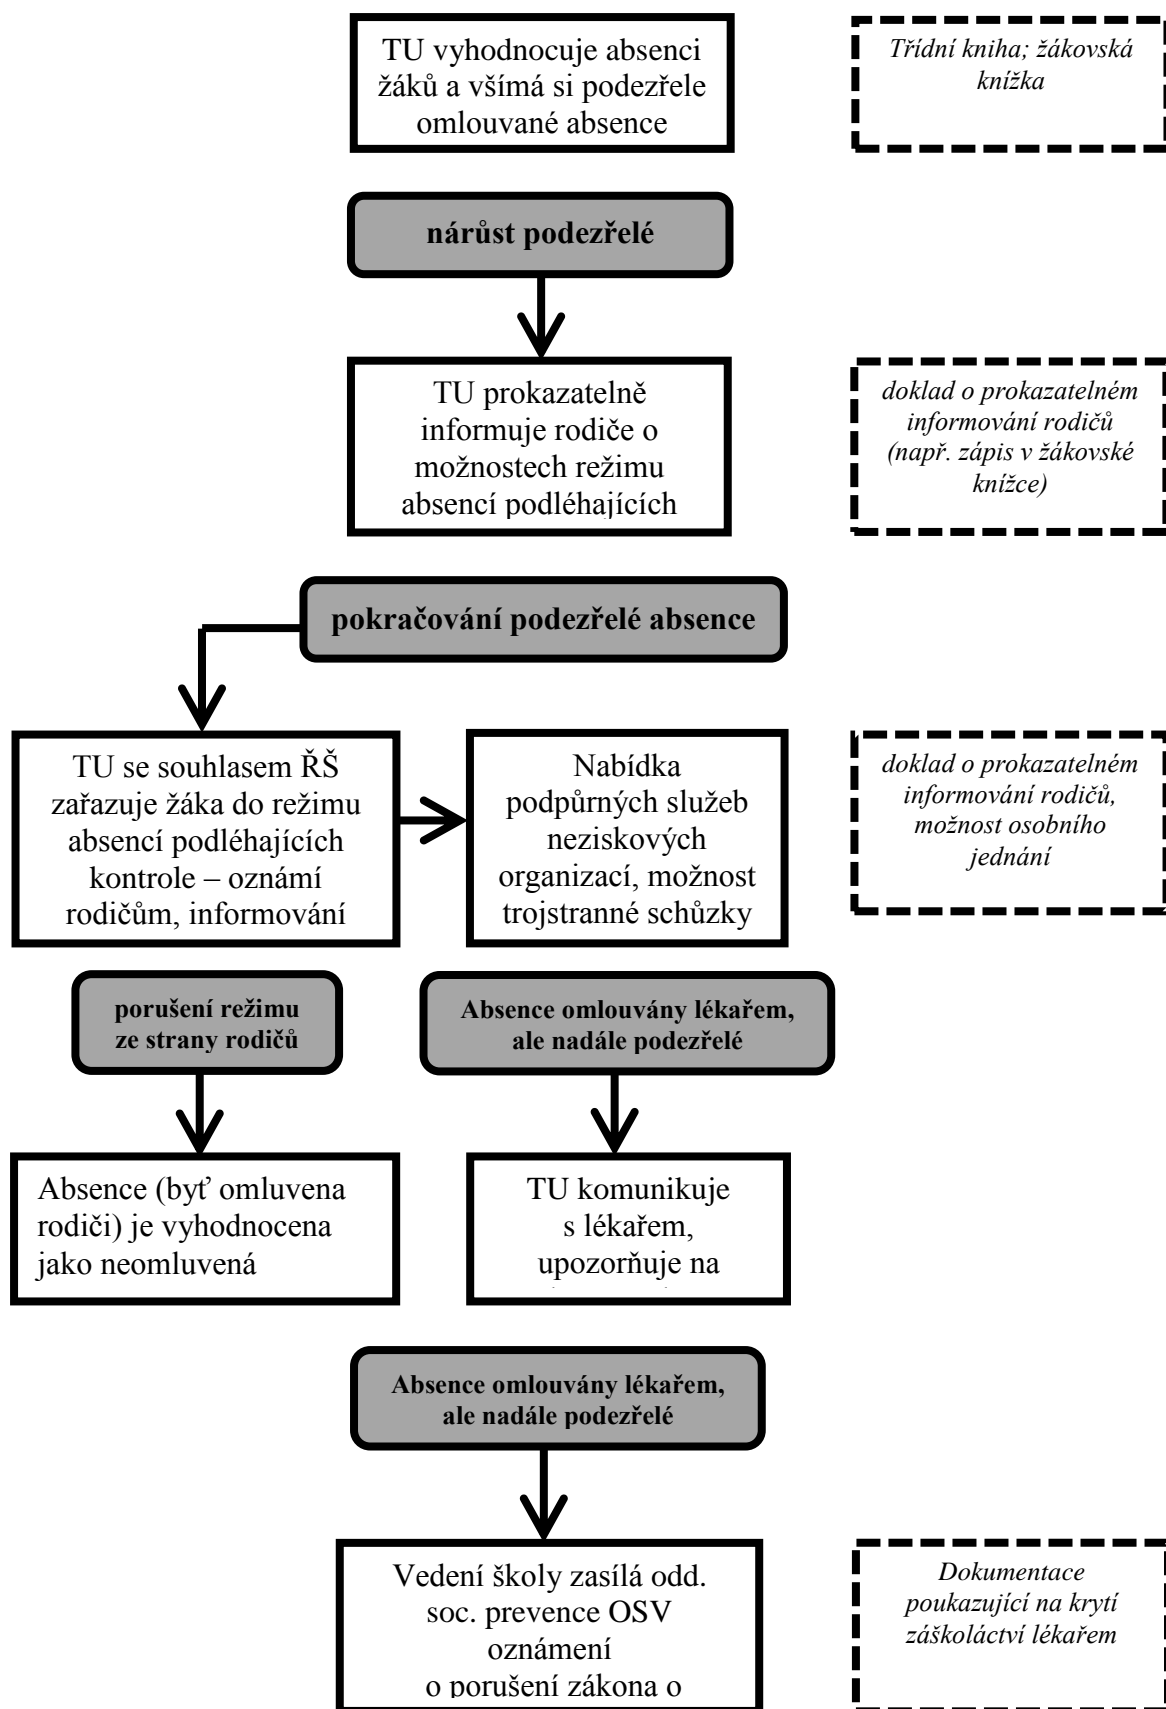 TU vyhodnocuje absenci
žáků a všímá si podezřele
omlouvané absence
Třídní kniha; žákovská
knížka
nárůst podezřelé
TU prokazatelně
informuje rodiče o
možnostech režimu
absencí podléhajících
doklad o prokazatelném
informování rodičů
(např. zápis v žákovské
knížce)
pokračování podezřelé absence
TU se souhlasem ŘŠ
zařazuje žáka do režimu
absencí podléhajících
kontrole – oznámí
rodičům, informování
Nabídka
podpůrných služeb
neziskových
organizací, možnost
trojstranné schůzky
doklad o prokazatelném
informování rodičů,
možnost osobního
jednání
porušení režimu
ze strany rodičů
Absence omlouvány lékařem,
ale nadále podezřelé
Absence (byť omluvena
rodiči) je vyhodnocena
jako neomluvená
TU komunikuje
s lékařem,
upozorňuje na
Absence omlouvány lékařem,
ale nadále podezřelé
Vedení školy zasílá odd.
soc. prevence OSV
oznámení
o porušení zákona o
Dokumentace
poukazující na krytí
záškoláctví lékařem